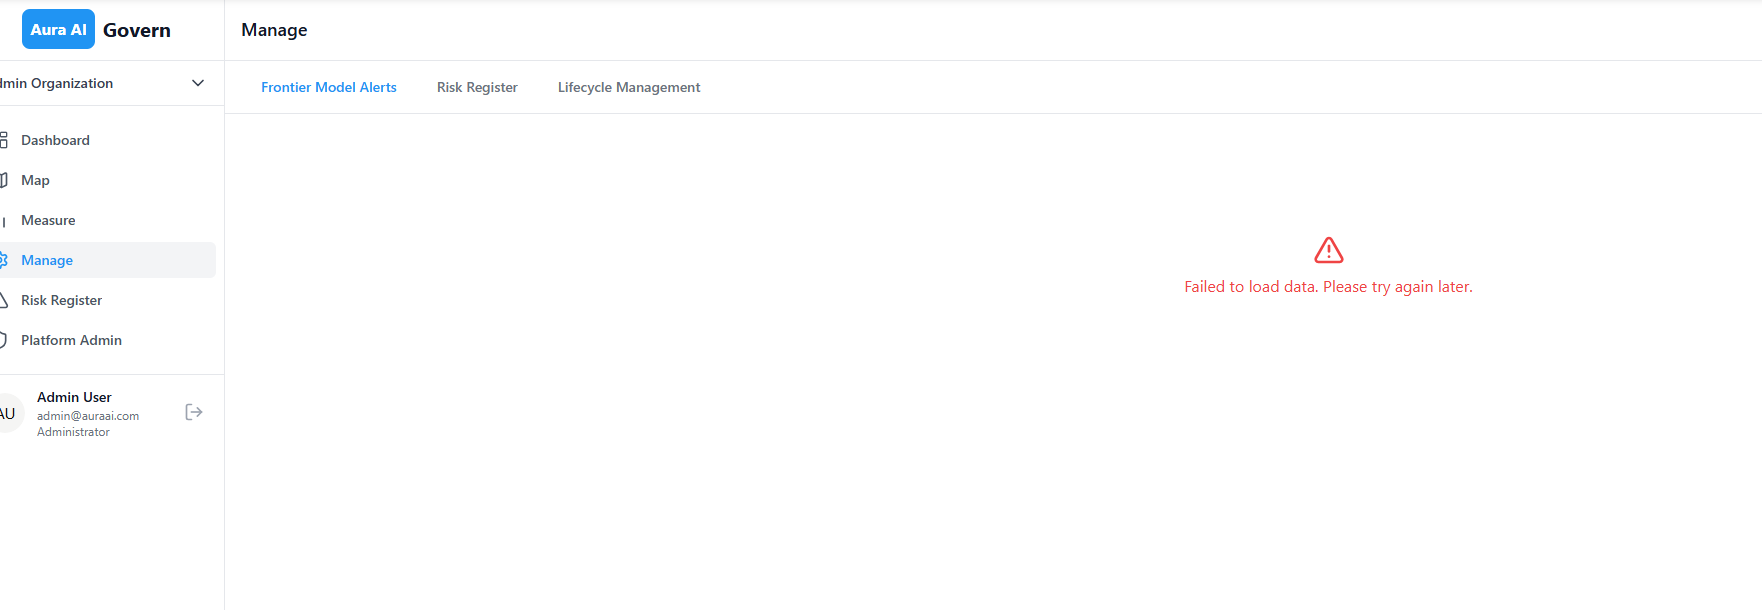 Aura AI Govern
Manage
dmin Organization
Frontier Model Alerts Risk Register Lifecycle Management
Dashboard
Map
Measure
Manage
Risk Register
Platform Admin
Failed to load data. Please try again later.
AU
Admin User
admin@auraai.com
Administrator